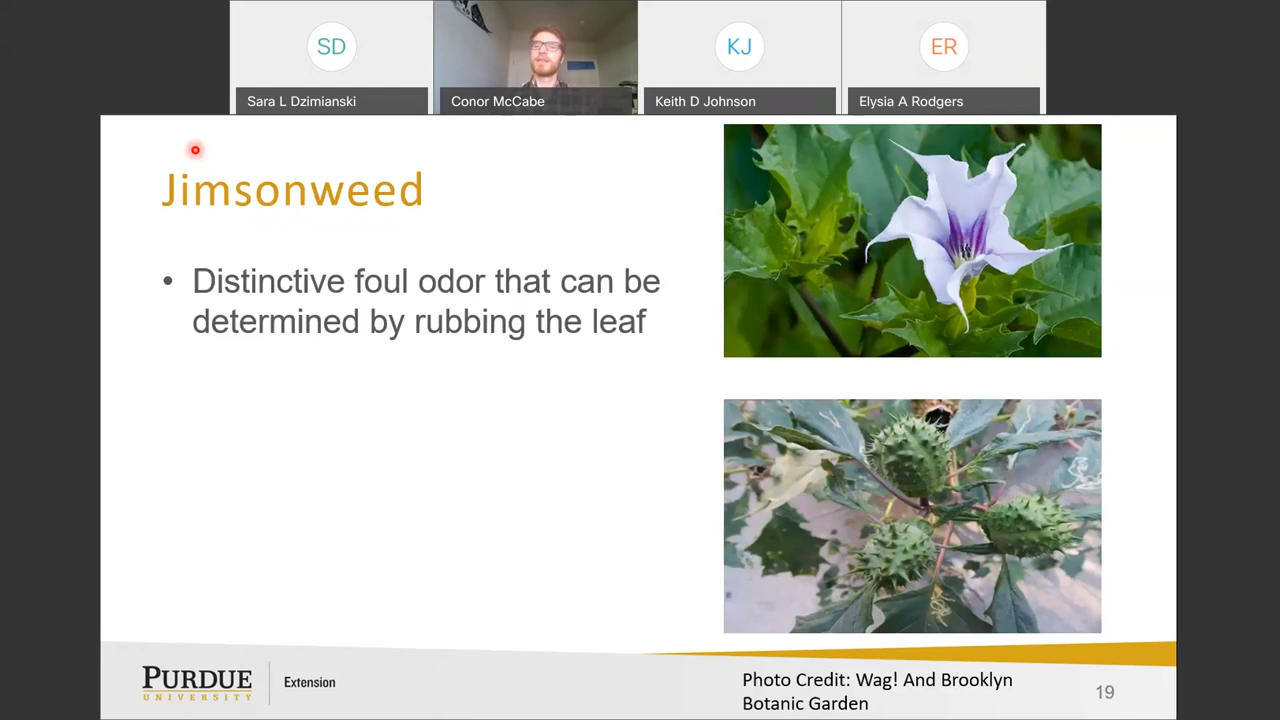 SD
KJ
ER
Sara L Dzimianski
Conor McCabe
Keith D Johnson
Elysia A Rodgers
Jimsonweed
• Distinctive foul odor that can be
determined by rubbing the leaf
PURDUE
UNIVERSITY
Extension
Photo Credit: Wag! And Brooklyn
Botanic Garden
19